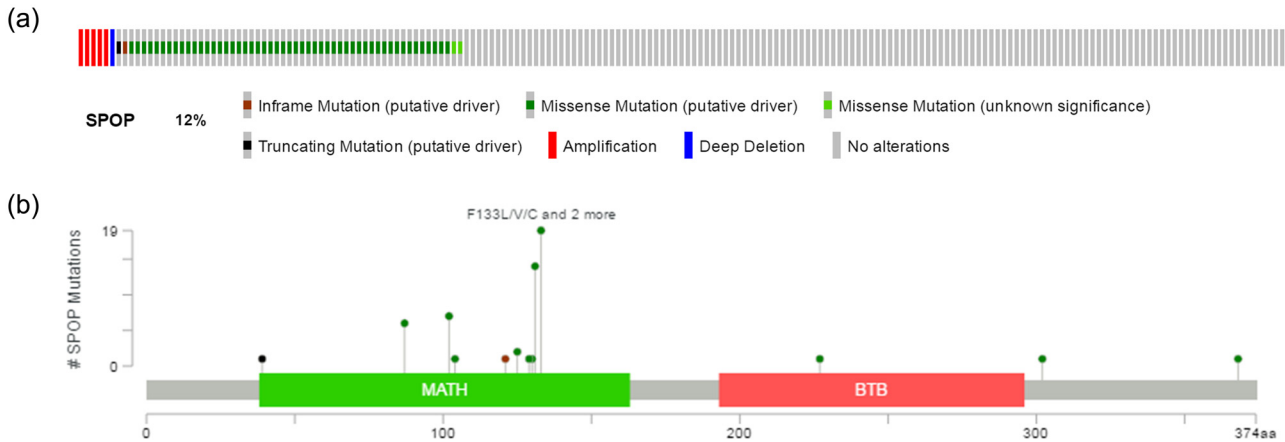 (a)
SPOP 12%
Inframe Mutation (putative driver) Missense Mutation (putative driver) Missense Mutation (unknown significance)
Truncating Mutation (putative driver) Amplification Deep Deletion No alterations
(b)
F133L/V/C and 2 more
# SPOP Mutations
19
0
MATH BTB
0 100 200 300 374aa